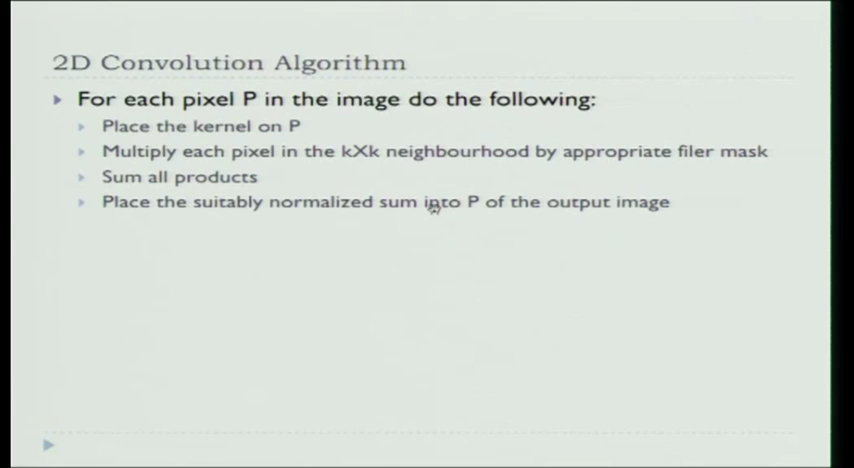 2D Convolution Algorithm
For each pixel P in the image do the following:
Place the kernel on P
Multiply each pixel in the kXk neighbourhood by appropriate filer mask
Sum all products
Place the suitably normalized sum into P of the output image